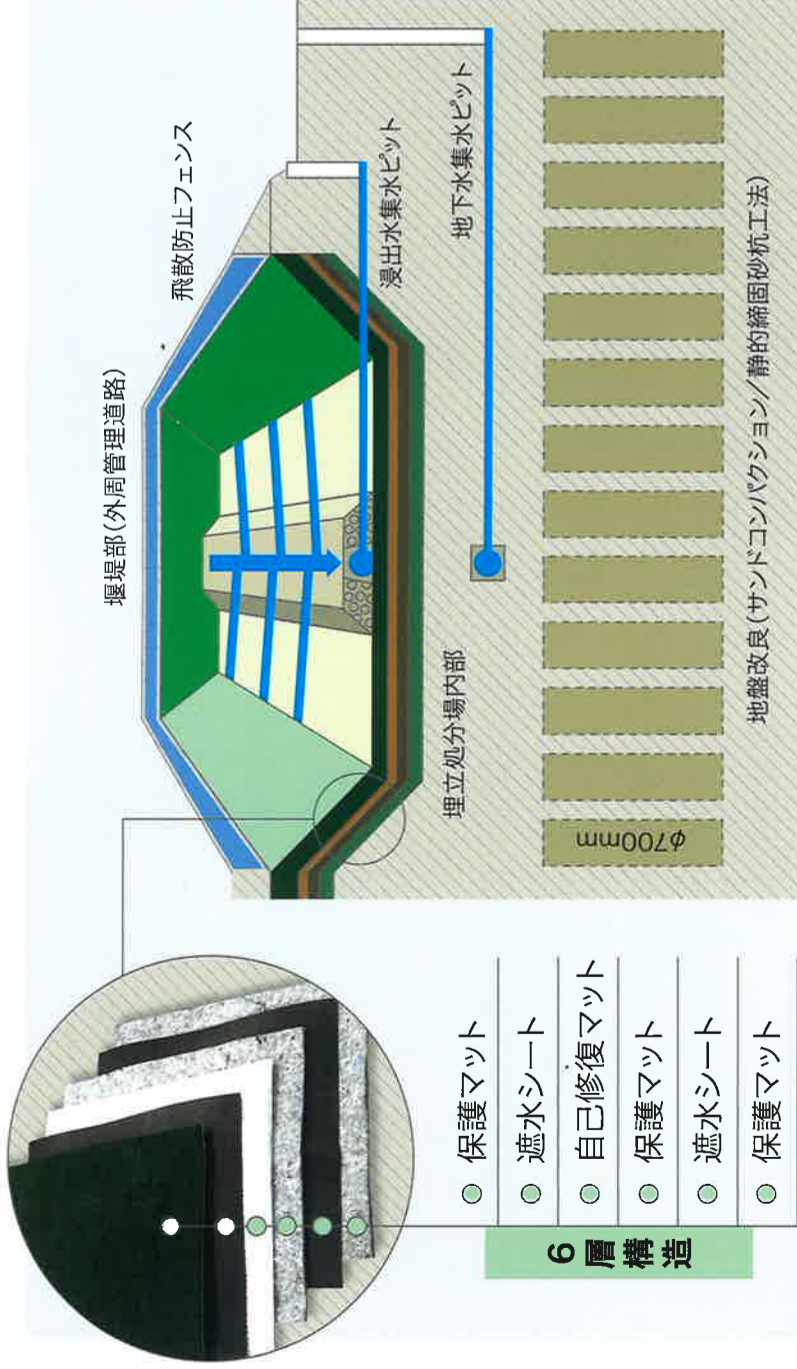 堰堤部(外周管理道路)
飛散防止フェンス
浸出水集水ピット
地下水集水ピット
埋立処分場内部
φ700mm
地盤改良(サンドコンパクション/静的締固砂杭工法)
6層構造
保護マット
遮水シート
自己修復マット
保護マット
遮水シート
保護マット